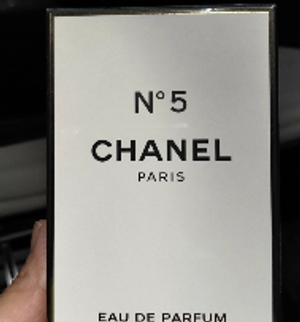 N° 5
CHANEL
PARIS
EAU DE PARFUM